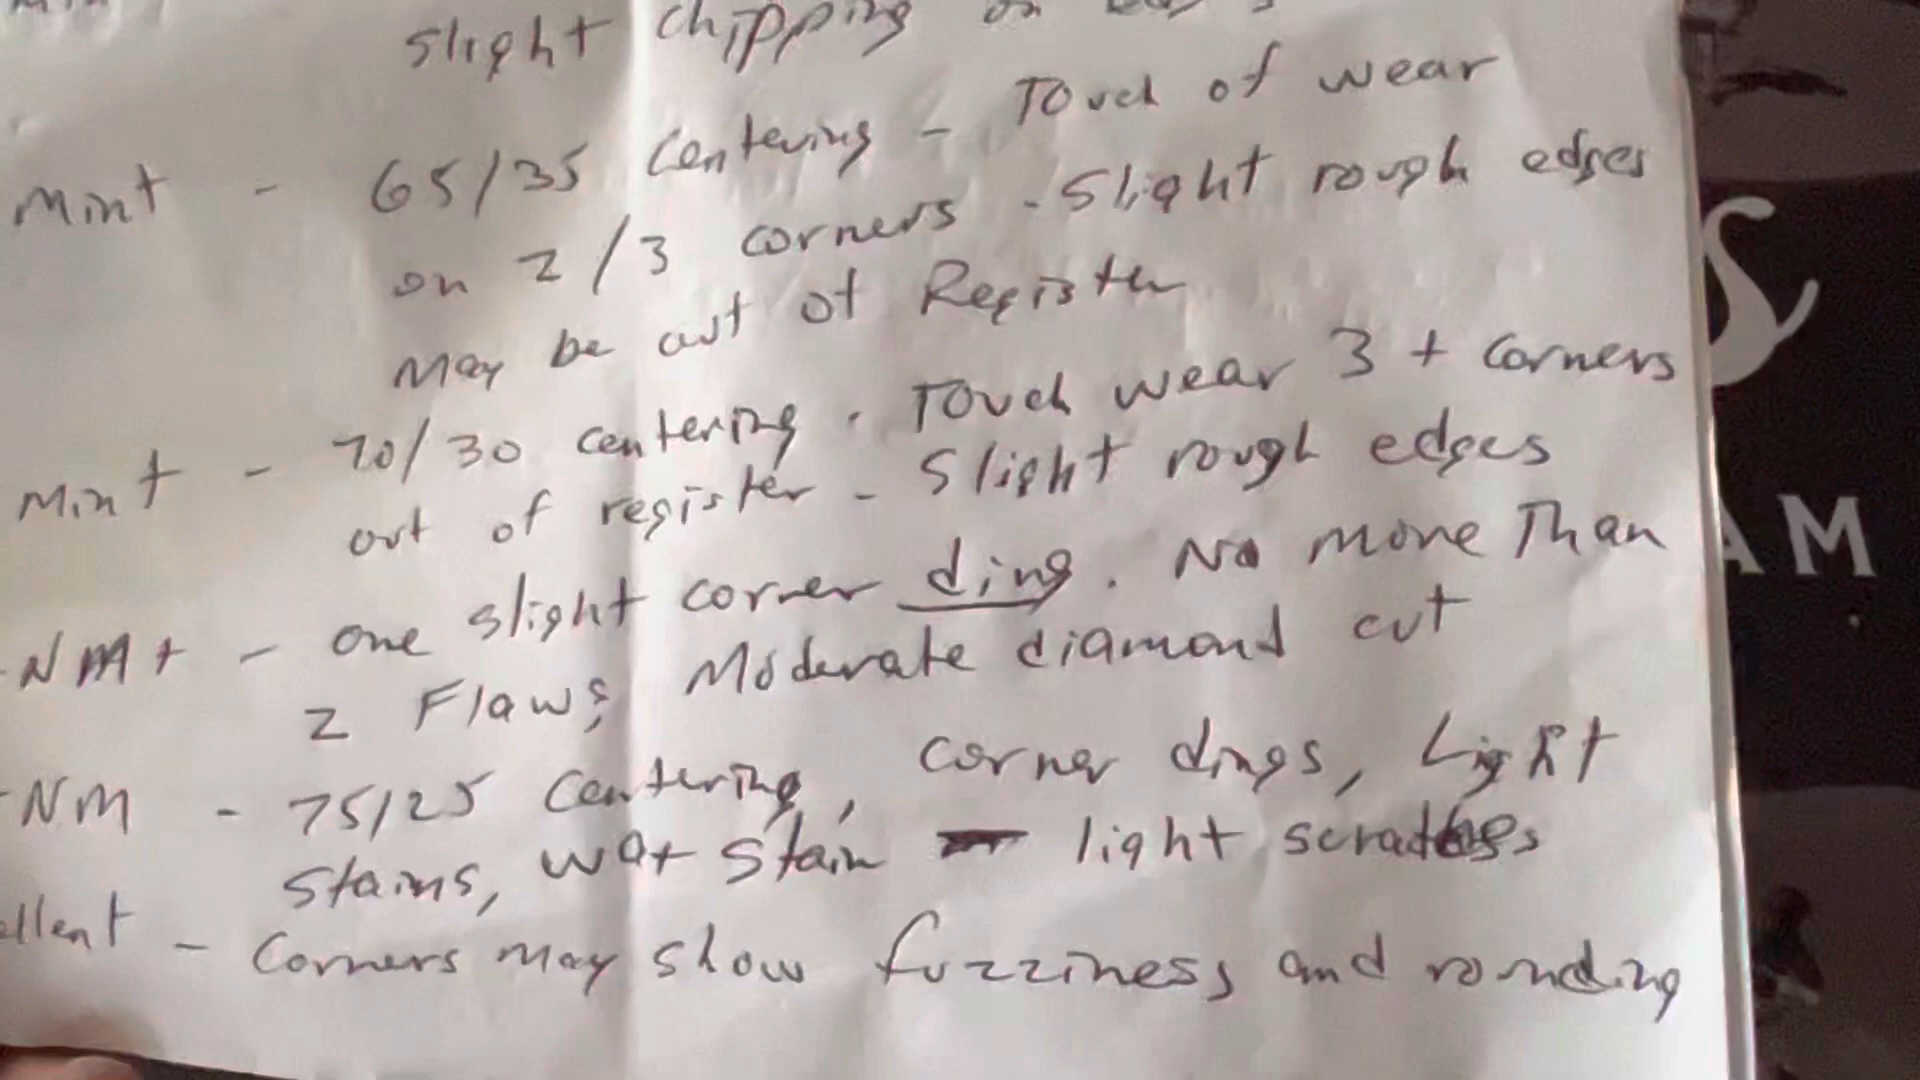 slight chipping on
Mint - 65/35 Centering - Touch of wear
on 2/3 corners - Slight rough edges
May be out of Register
Mint - 70/30 centering. Touch wear 3 + Corners
out of register - Slight rough edges
-NM+ - one slight corner ding. No more Than
2 Flaws; Moderate diamond cut
-NM - 75/25 Centering, corner dings, Light
Stains, wax Stain - light scratches
ellent - Corners may show fuzziness and rounding
S
AM